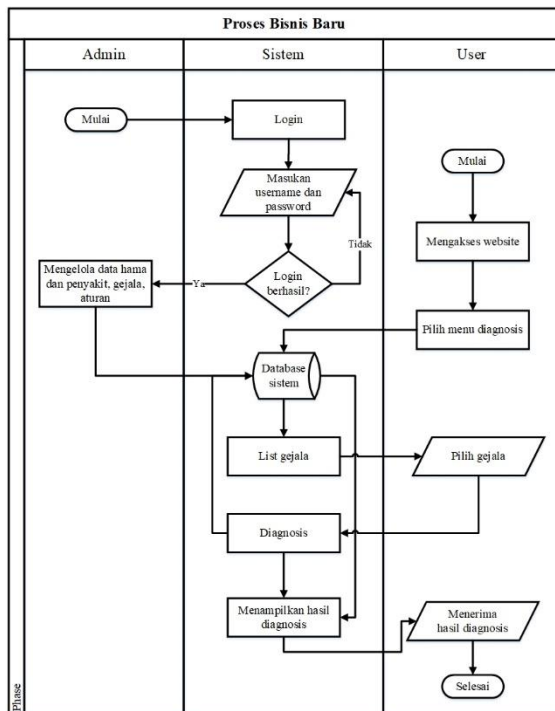 Proses Bisnis Baru
Admin
Sistem
User
Mulai
Login
Masukan
username dan
password
Mulai
Tidak
Mengakses website
Mengelola data hama
dan penyakit, gejala,
aturan
Ya
Login
berhasil?
Pilih menu diagnosis
Database
sistem
List gejala
Pilih gejala
Diagnosis
Menampilkan hasil
diagnosis
Menerima
hasil diagnosis
Selesai
Phase